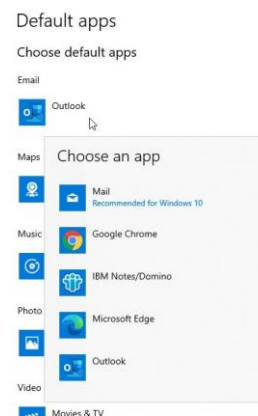 Default apps
Choose default apps
Email
Outlook
Maps
Choose an app
Mail
Recommended for Windows 10
Music
Google Chrome
IBM Notes/Domino
Photo
Microsoft Edge
Outlook
Video
Movies & TV